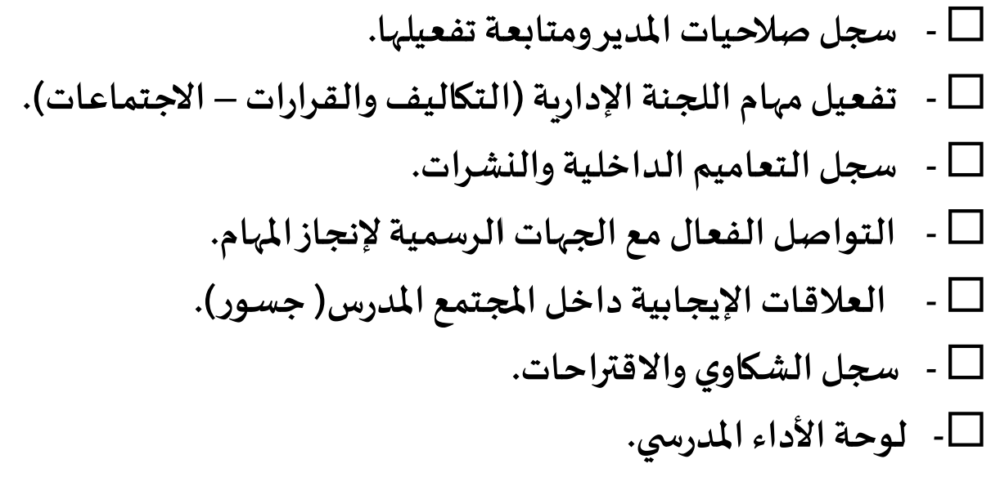 ☐ - سجل صلاحيات المدير ومتابعة تفعيلها.
☐ - تفعيل مهام اللجنة الإدارية (التكاليف والقرارات – الاجتماعات).
☐ - سجل التعاميم الداخلية والنشرات.
☐ - التواصل الفعال مع الجهات الرسمية لإنجاز المهام.
☐ - العلاقات الإيجابية داخل المجتمع المدرس( جسور).
☐ - سجل الشكاوي والاقتراحات.
☐- لوحة الأداء المدرسي.